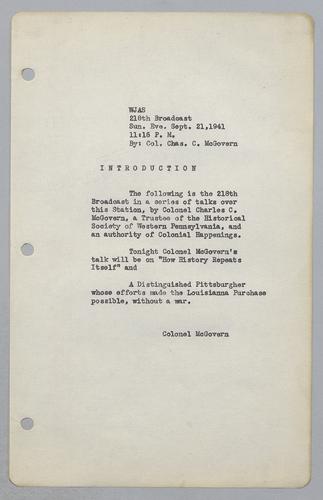 WJAS
218th Broadcast
Sun. Eve. Sept. 21,1941
11:15 P. M.
By: Col. Chas. C. McGovern
I N T R O D U C T I O N
The following is the 218th
Broadcast in a series of talks over
this Station, by Colonel Charles C.
McGovern, a Trustee of the Historical
Society of Western Pennsylvania, and
an authority of Colonial Happenings.
Tonight Colonel McGovern's
talk will be on "How History Repeats
Itself" and
A Distinguished Pittsburgher
whose efforts made the Louisianna Purchase
possible, without a war.
Colonel McGovern